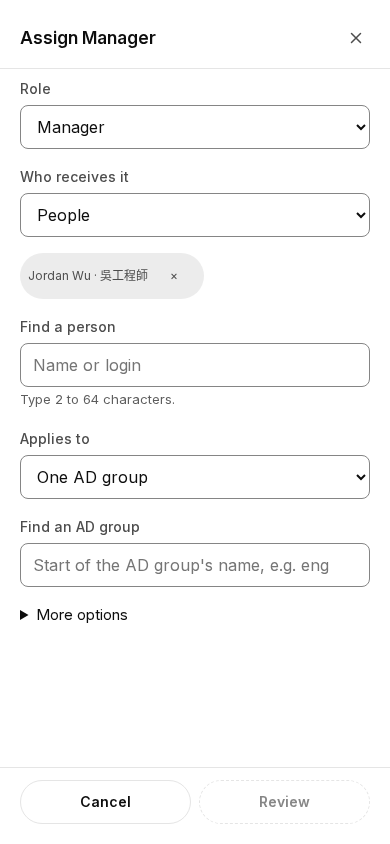 Assign Manager ×
Role
Manager
Who receives it
People
Jordan Wu · 吳工程師 ×
Find a person
Name or login
Type 2 to 64 characters.
Applies to
One AD group
Find an AD group
Start of the AD group's name, e.g. eng
More options
Cancel Review